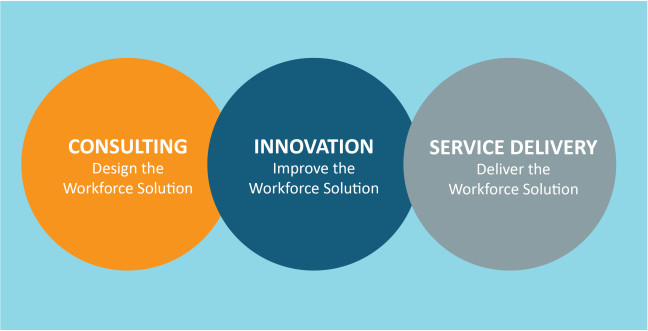 CONSULTING
Design the
Workforce Solution
INNOVATION
Improve the
Workforce Solution
SERVICE DELIVERY
Deliver the
Workforce Solution